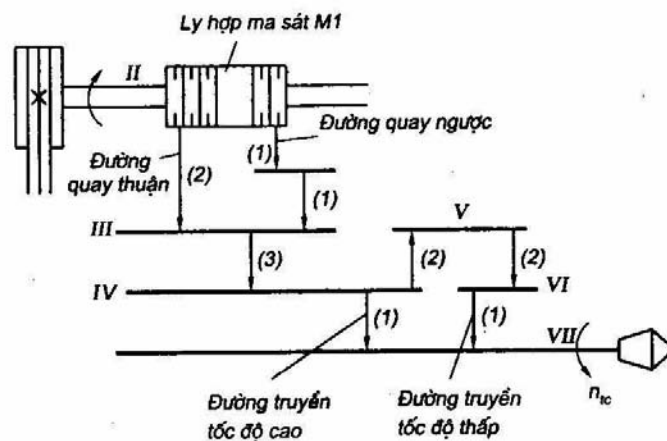 Ly hợp ma sát M1
II
Đường quay ngược
(1)
Đường
quay thuận
(2)
(1)
III
V
(3)
(2)
(2)
IV
VI
(1)
(1)
VII
n_tc
Đường truyền
tốc độ cao
Đường truyền
tốc độ thấp